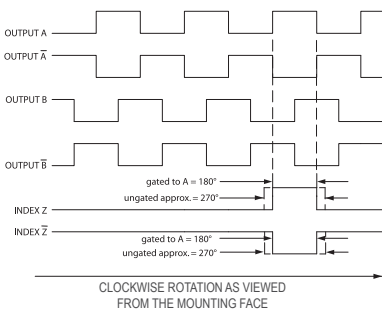 OUTPUT A
OUTPUT A̅
OUTPUT B
OUTPUT B̅
gated to A = 180°
ungated approx. = 270°
INDEX Z
INDEX Z̅
gated to A = 180°
ungated approx. = 270°
CLOCKWISE ROTATION AS VIEWED
FROM THE MOUNTING FACE